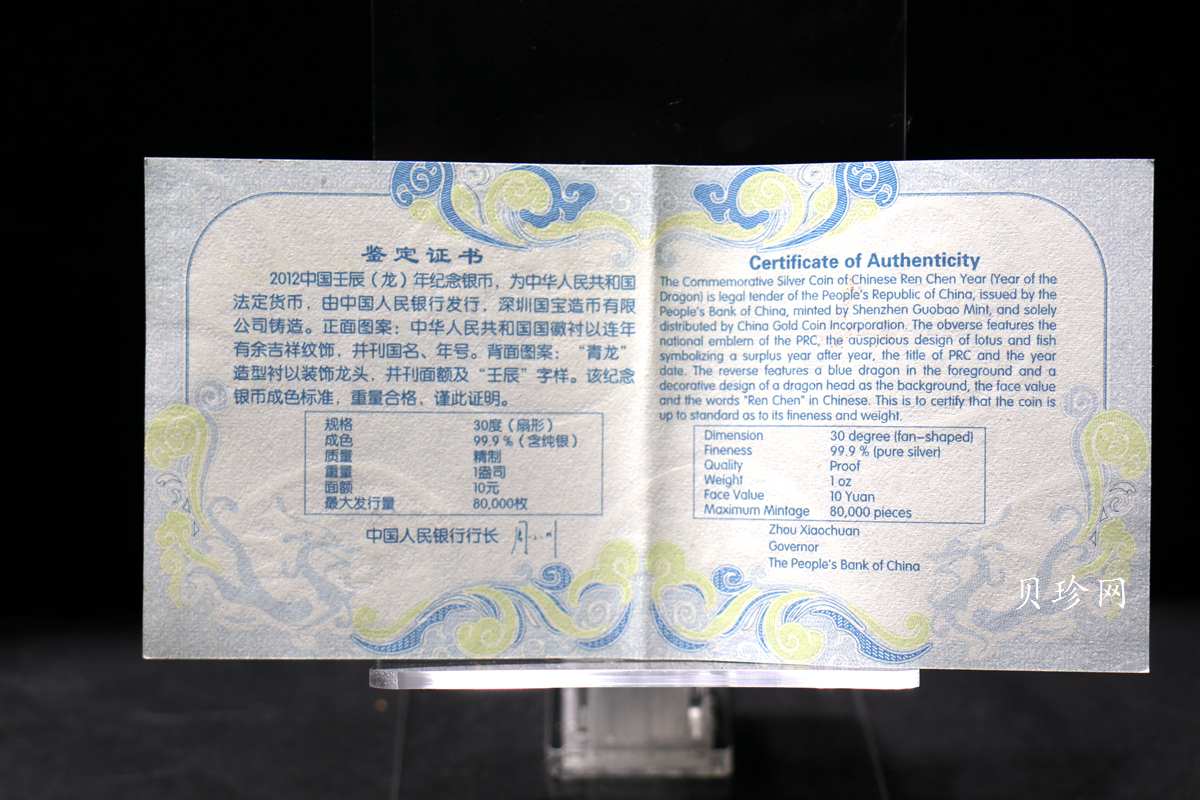 鉴定证书
2012中国壬辰（龙）年纪念银币，为中华人民共和国
法定货币，由中国人民银行发行，深圳国宝造币有限
公司铸造。正面图案：中华人民共和国国徽衬以连年
有余吉祥纹饰，并刊国名、年号。背面图案：“青龙”
造型衬以装饰龙头，并刊面额及“壬辰”字样。该纪念
银币成色标准，重量合格，谨此证明。
规格 30度（扇形）
成色 99.9％（含纯银）
质量 精制
重量 1盎司
面额 10元
最大发行量 80,000枚
中国人民银行行长
Certificate of Authenticity
The Commemorative Silver Coin of Chinese Ren Chen Year (Year of the
Dragon) is legal tender of the People's Republic of China, issued by the
People's Bank of China, minted by Shenzhen Guobao Mint, and solely
distributed by China Gold Coin Incorporation. The obverse features the
national emblem of the PRC, the auspicious design of lotus and fish
symbolizing a surplus year after year, the title of PRC and the year
date. The reverse features a blue dragon in the foreground and a
decorative design of a dragon head as the background, the face value
and the words "Ren Chen" in Chinese. This is to certify that the coin is
up to standard as to its fineness and weight.
Dimension 30 degree (fan-shaped)
Fineness 99.9 % (pure silver)
Quality Proof
Weight 1 oz
Face Value 10 Yuan
Maximum Mintage 80,000 pieces
Zhou Xiaochuan
Governor
The People's Bank of China
贝珍网